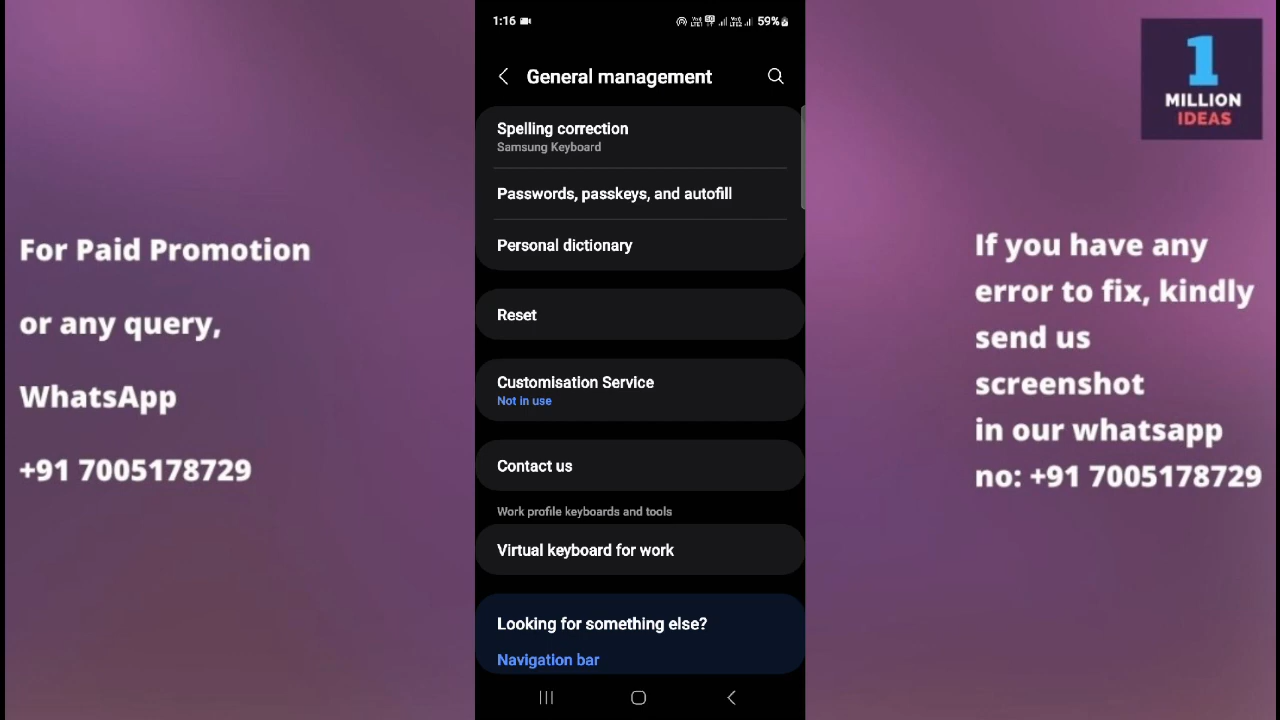 For Paid Promotion
or any query,
WhatsApp
+91 7005178729
1:16
59%
General management
Spelling correction
Samsung Keyboard
Passwords, passkeys, and autofill
Personal dictionary
Reset
Customisation Service
Not in use
Contact us
Work profile keyboards and tools
Virtual keyboard for work
Looking for something else?
Navigation bar
1
MILLION
IDEAS
If you have any
error to fix, kindly
send us
screenshot
in our whatsapp
no: +91 7005178729